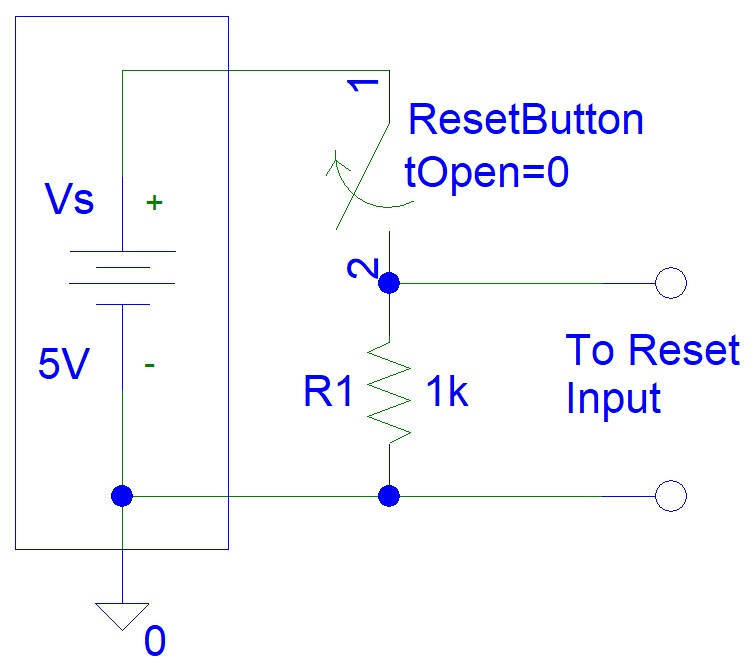 1
ResetButton
tOpen=0
Vs
+
2
To Reset
Input
5V
-
R1
1k
0